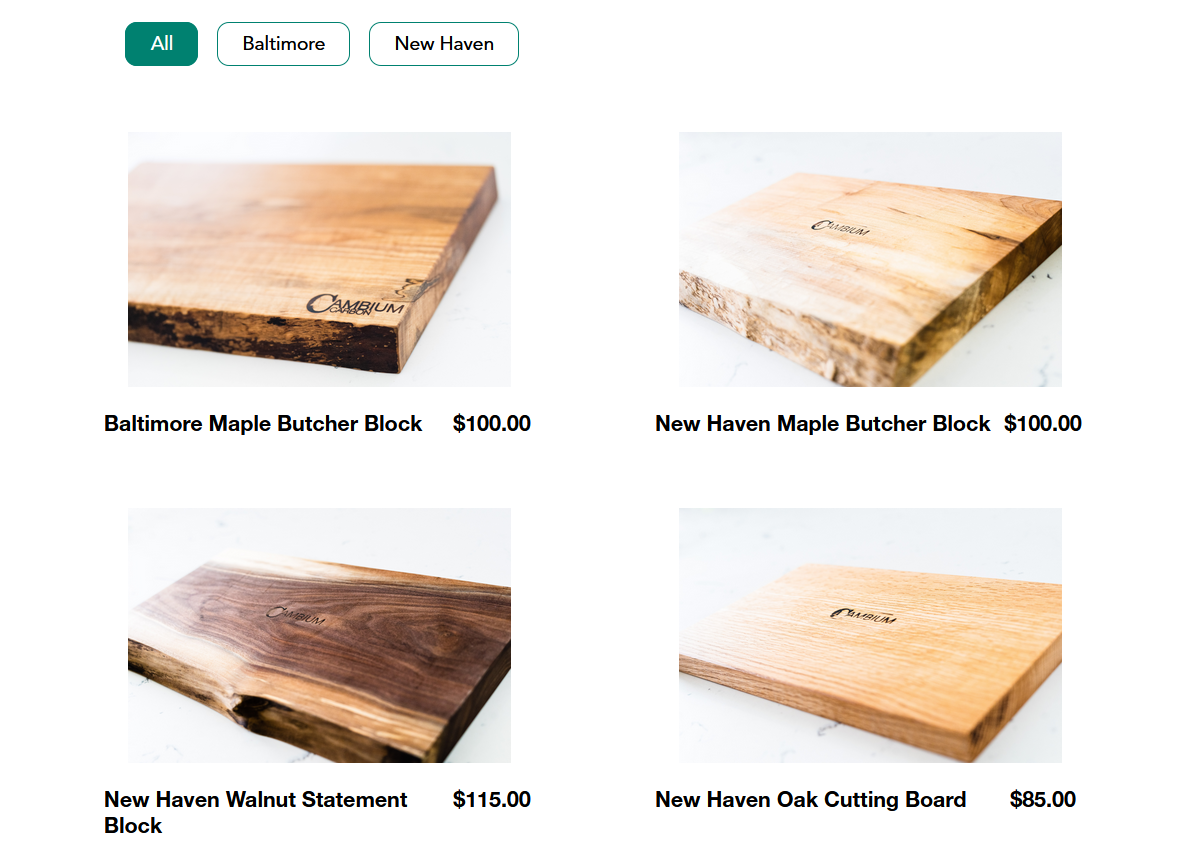 All
Baltimore
New Haven
CAMBIUM
CARBON
CAMBIUM
Baltimore Maple Butcher Block $100.00
New Haven Maple Butcher Block $100.00
CAMBIUM
CAMBIUM
New Haven Walnut Statement $115.00
Block
New Haven Oak Cutting Board $85.00